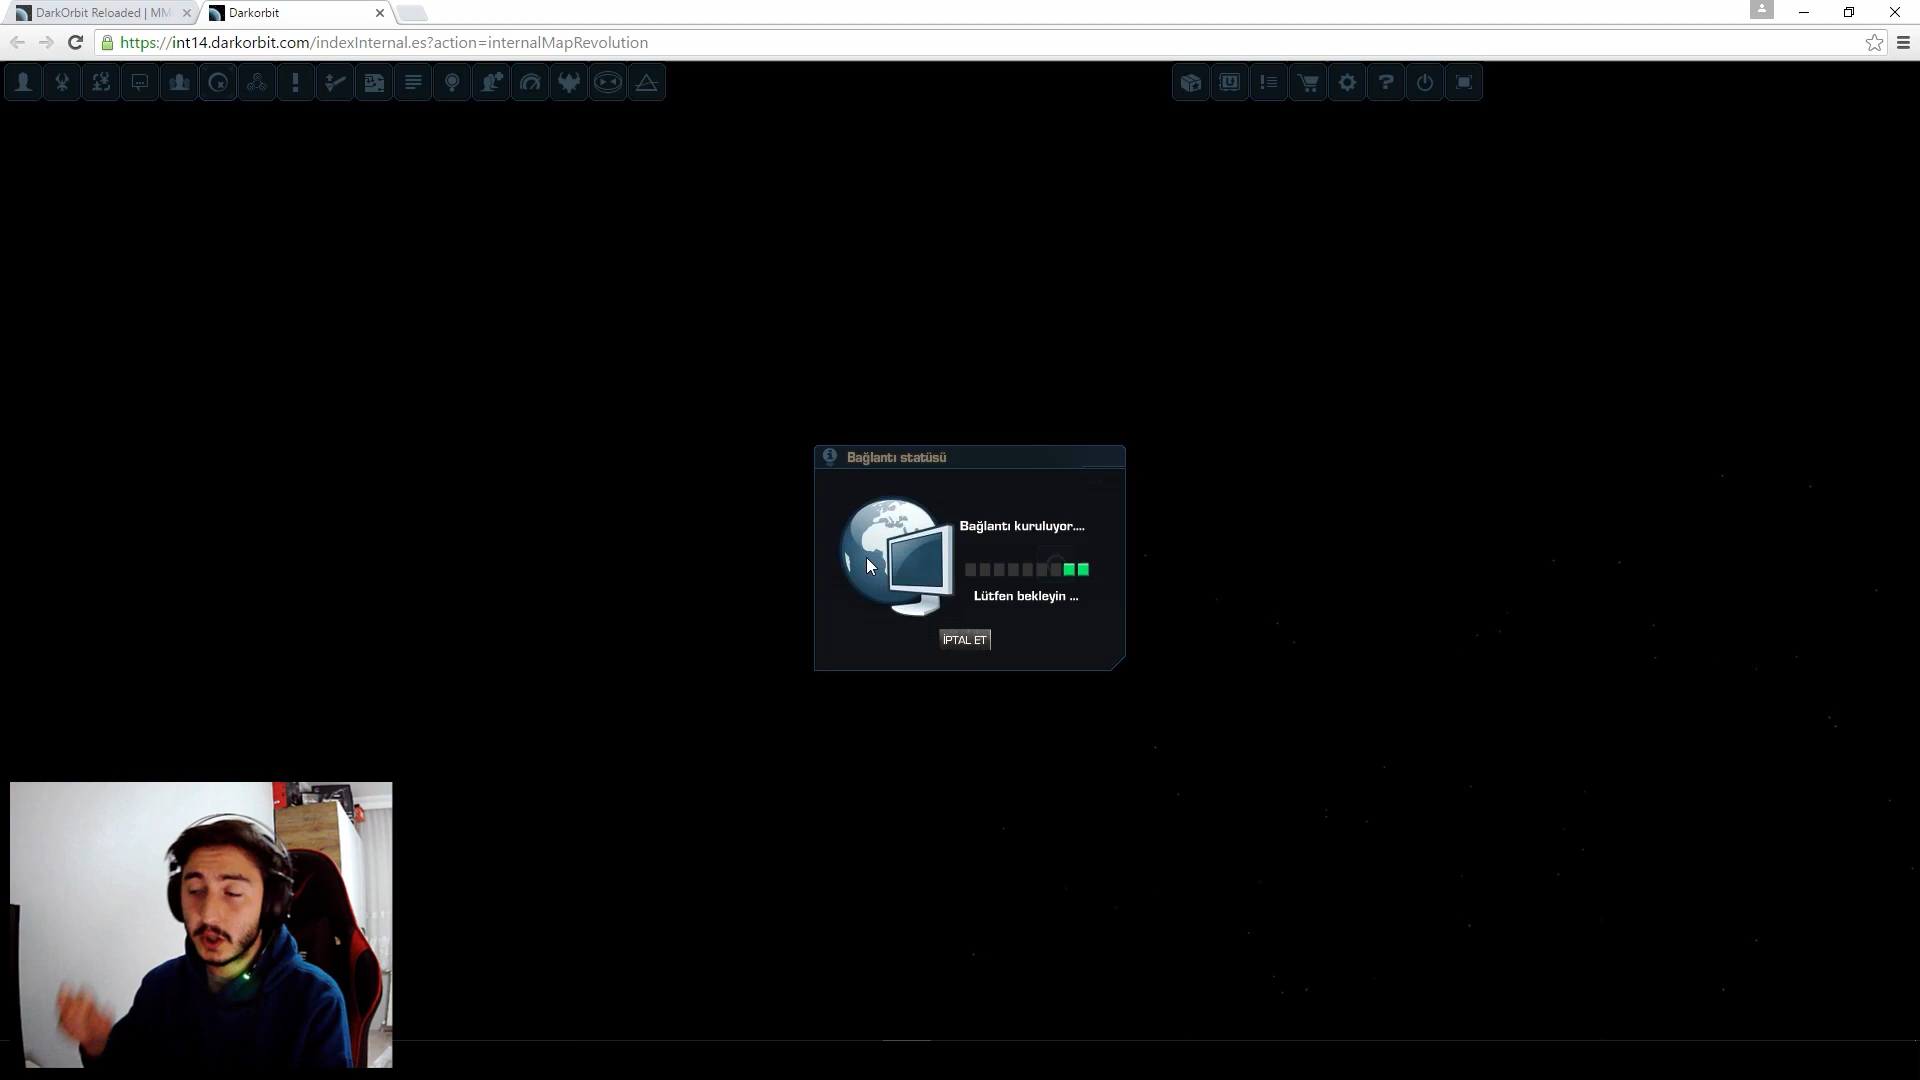 DarkOrbit Reloaded | MM
Darkorbit
https://int14.darkorbit.com/indexInternal.es?action=internalMapRevolution
Bağlantı statüsü
Bağlantı kuruluyor....
Lütfen bekleyin ...
İPTAL ET